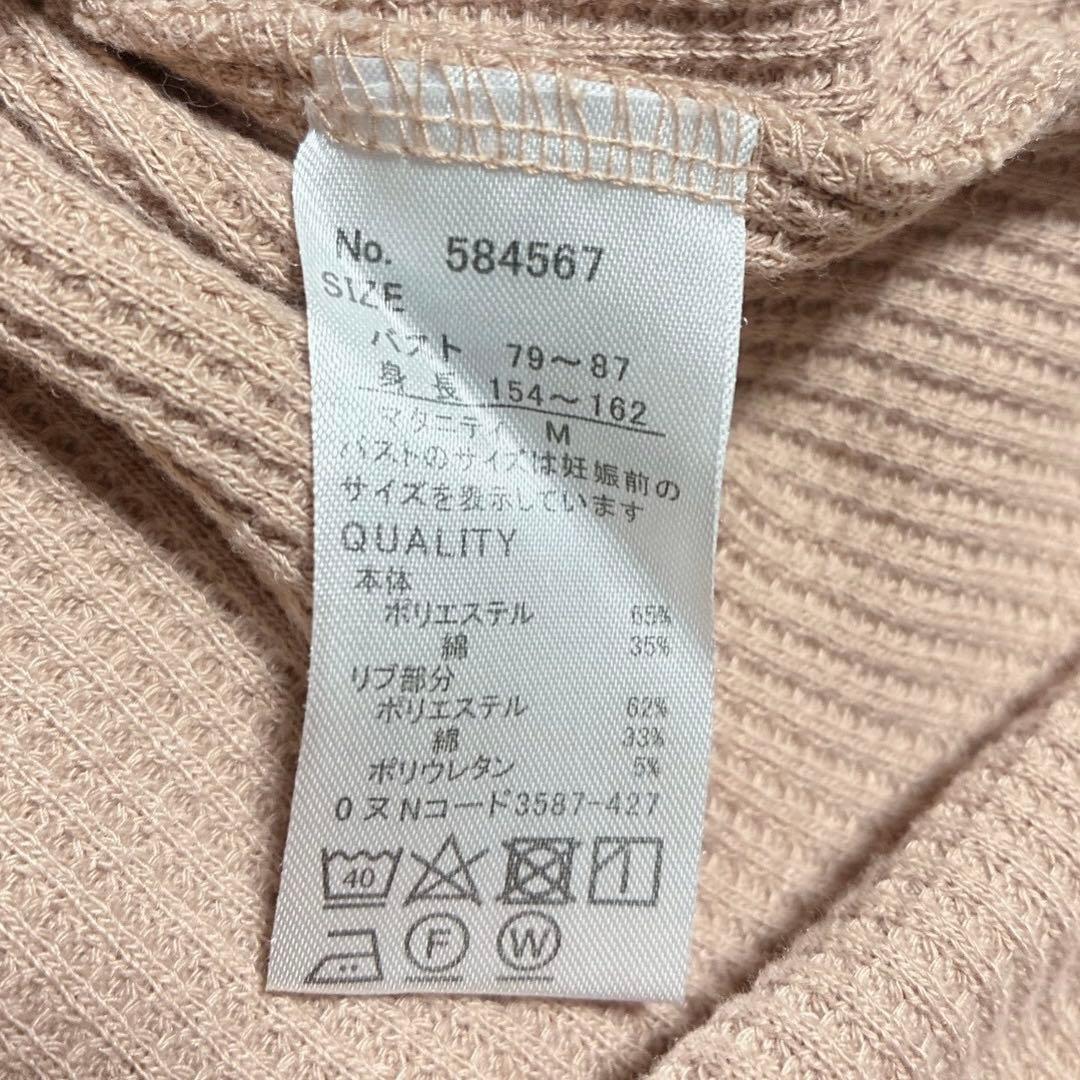 No. 584567
SIZE
バスト 79〜87
身長 154〜162
マタニティ M
バストのサイズは妊娠前の
サイズを表示しています
QUALITY
本体
ポリエステル 65%
綿 35%
リブ部分
ポリエステル 62%
綿 33%
ポリウレタン 5%
0ヌNコード3587-427
40
F W